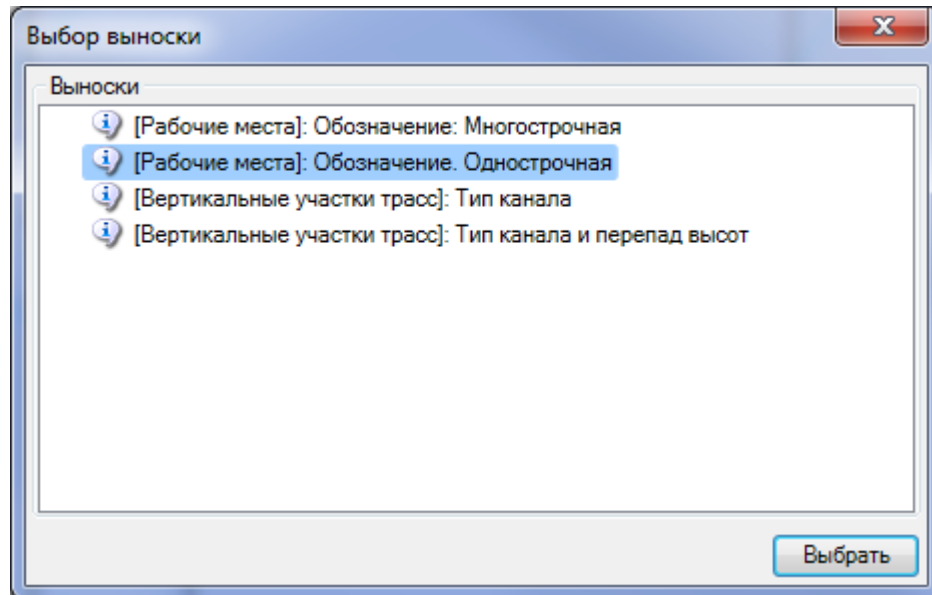 Выбор выноски
Выноски
[Рабочие места]: Обозначение: Многострочная
[Рабочие места]: Обозначение. Однострочная
[Вертикальные участки трасс]: Тип канала
[Вертикальные участки трасс]: Тип канала и перепад высот
Выбрать